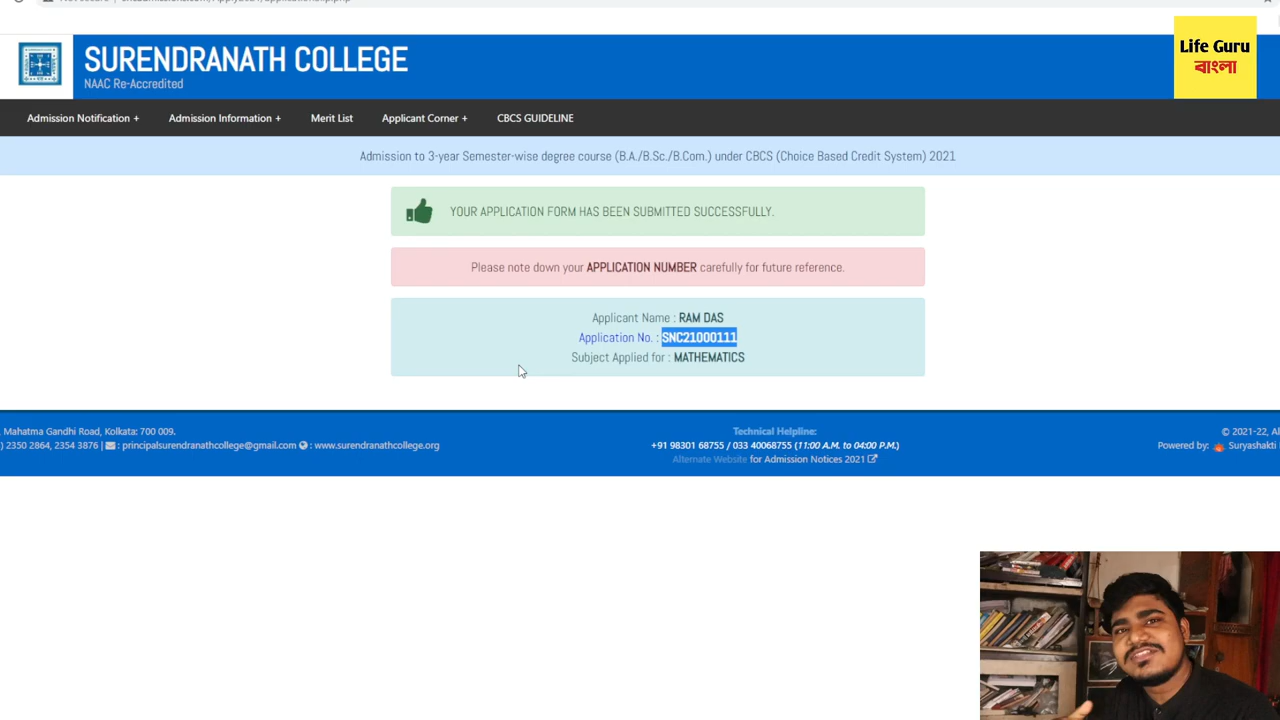 SURENDRANATH COLLEGE
NAAC Re-Accredited
Life Guru
বাংলা
Admission Notification +
Admission Information +
Merit List
Applicant Corner +
CBCS GUIDELINE
Admission to 3-year Semester-wise degree course (B.A./B.Sc./B.Com.) under CBCS (Choice Based Credit System) 2021
YOUR APPLICATION FORM HAS BEEN SUBMITTED SUCCESSFULLY.
Please note down your APPLICATION NUMBER carefully for future reference.
Applicant Name : RAM DAS
Application No. : SNC21000111
Subject Applied for : MATHEMATICS
, Mahatma Gandhi Road, Kolkata: 700 009.
) 2350 2864, 2354 3876 | : principalsurendranathcollege@gmail.com : www.surendranathcollege.org
Technical Helpline:
+91 98301 68755 / 033 40068755 (11:00 A.M. to 04:00 P.M.)
Alternate Website for Admission Notices 2021
© 2021-22, Al
Powered by: Suryashakti